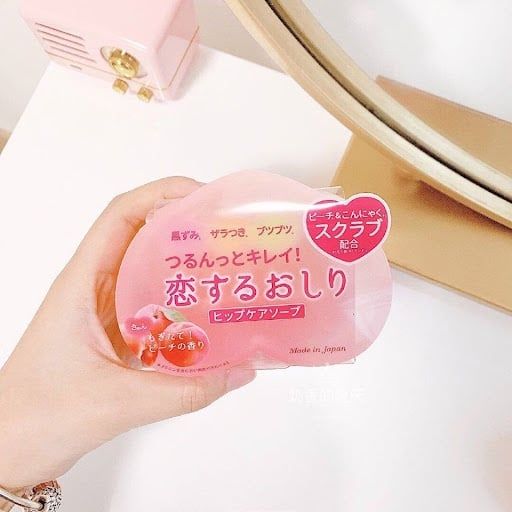 ピーチ&こんにゃく
スクラブ
配合
黒ずみ、ザラつき、ブツブツ、
つるんっとキレイ!
恋するおしり
ヒップケアソープ
もぎたて!
ピーチの香り
Made in Japan